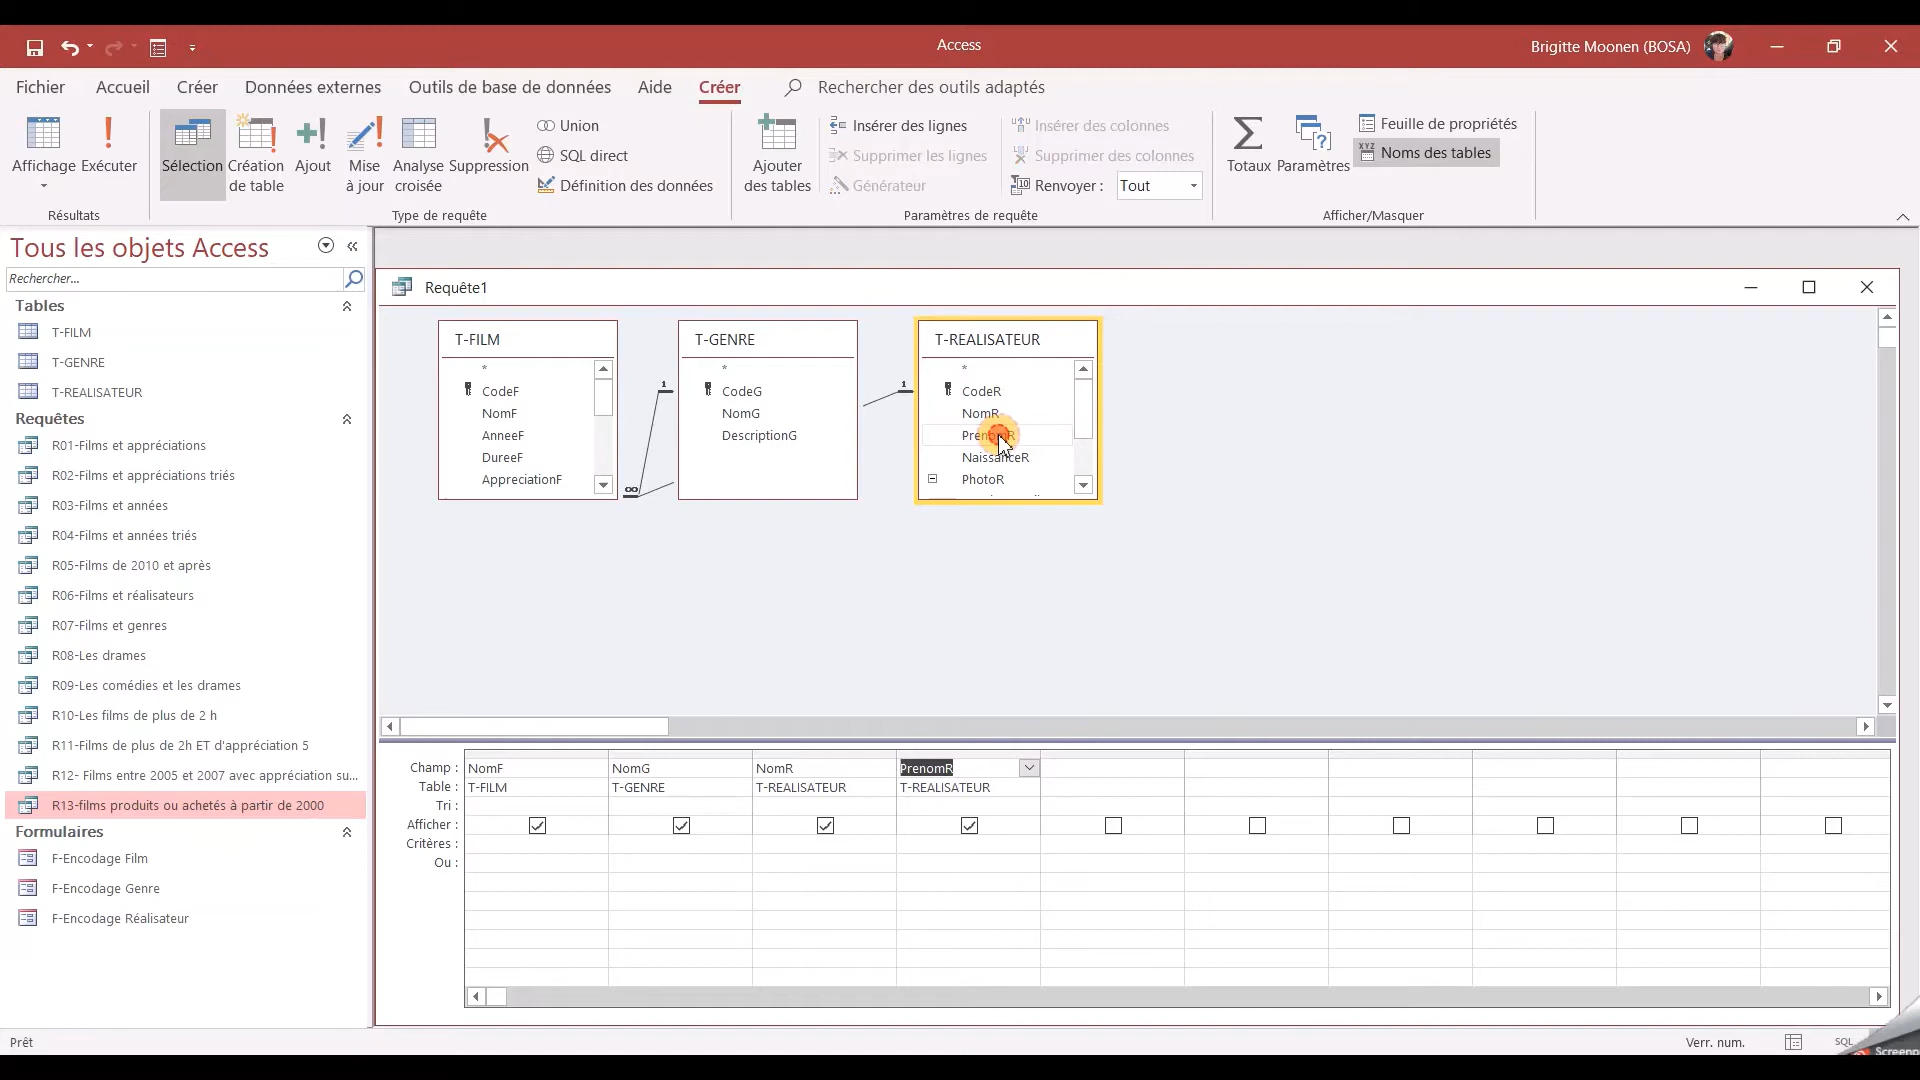 Access
Brigitte Moonen (BOSA)
Fichier Accueil Créer Données externes Outils de base de données Aide Créer Rechercher des outils adaptés
Affichage Exécuter
Résultats
Sélection
Création de table
Ajout
Mise à jour
Analyse croisée
Suppression
Union
SQL direct
Définition des données
Type de requête
Ajouter des tables
Insérer des lignes
Supprimer les lignes
Générateur
Insérer des colonnes
Supprimer des colonnes
Renvoyer : Tout
Paramètres de requête
Totaux Paramètres
Feuille de propriétés
Noms des tables
Afficher/Masquer
Tous les objets Access
Rechercher...
Tables
T-FILM
T-GENRE
T-REALISATEUR
Requêtes
R01-Films et appréciations
R02-Films et appréciations triés
R03-Films et années
R04-Films et années triés
R05-Films de 2010 et après
R06-Films et réalisateurs
R07-Films et genres
R08-Les drames
R09-Les comédies et les drames
R10-Les films de plus de 2 h
R11-Films de plus de 2h ET d'appréciation 5
R12- Films entre 2005 et 2007 avec appréciation su...
R13-films produits ou achetés à partir de 2000
Formulaires
F-Encodage Film
F-Encodage Genre
F-Encodage Réalisateur
Requête1
T-FILM
*
CodeF
NomF
AnneeF
DureeF
AppreciationF
∞
1
T-GENRE
*
CodeG
NomG
DescriptionG
1
T-REALISATEUR
*
CodeR
NomR
PrenomR
NaissanceR
PhotoR
Champ : NomF NomG NomR PrenomR
Table : T-FILM T-GENRE T-REALISATEUR T-REALISATEUR
Tri :
Afficher :
Critères :
Ou :
Prêt
Verr. num.
SQL